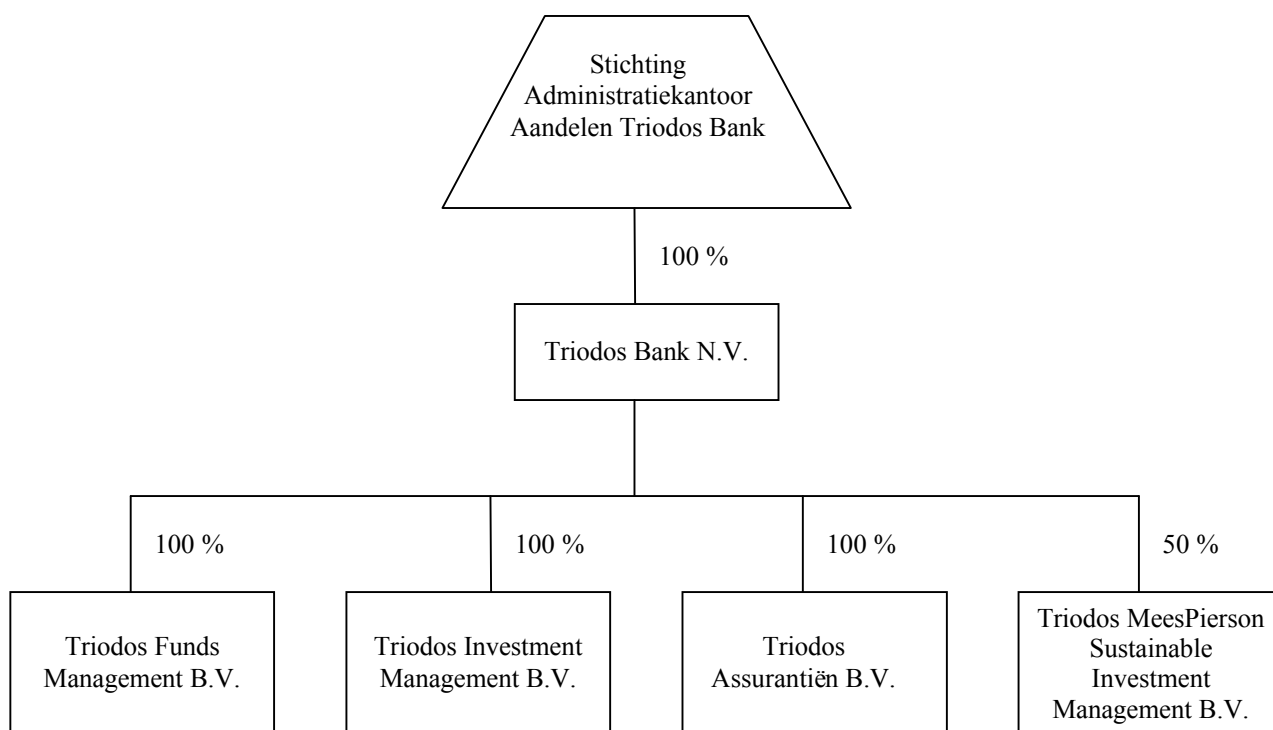 Stichting
Administratiekantoor
Aandelen Triodos Bank
100 %
Triodos Bank N.V.
100 %
100 %
100 %
50 %
Triodos Funds
Management B.V.
Triodos Investment
Management B.V.
Triodos
Assurantiën B.V.
Triodos MeesPierson
Sustainable
Investment
Management B.V.